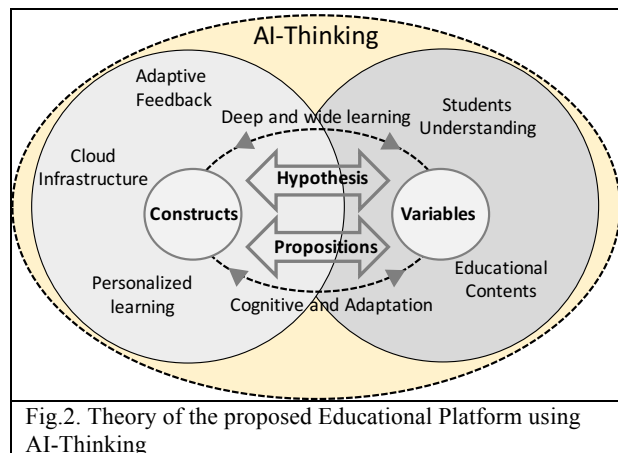 AI-Thinking
Adaptive
Feedback
Deep and wide learning
Students
Understanding
Cloud
Infrastructure
Hypothesis
Constructs
Variables
Propositions
Personalized
learning
Educational
Contents
Cognitive and Adaptation
Fig.2. Theory of the proposed Educational Platform using
AI-Thinking